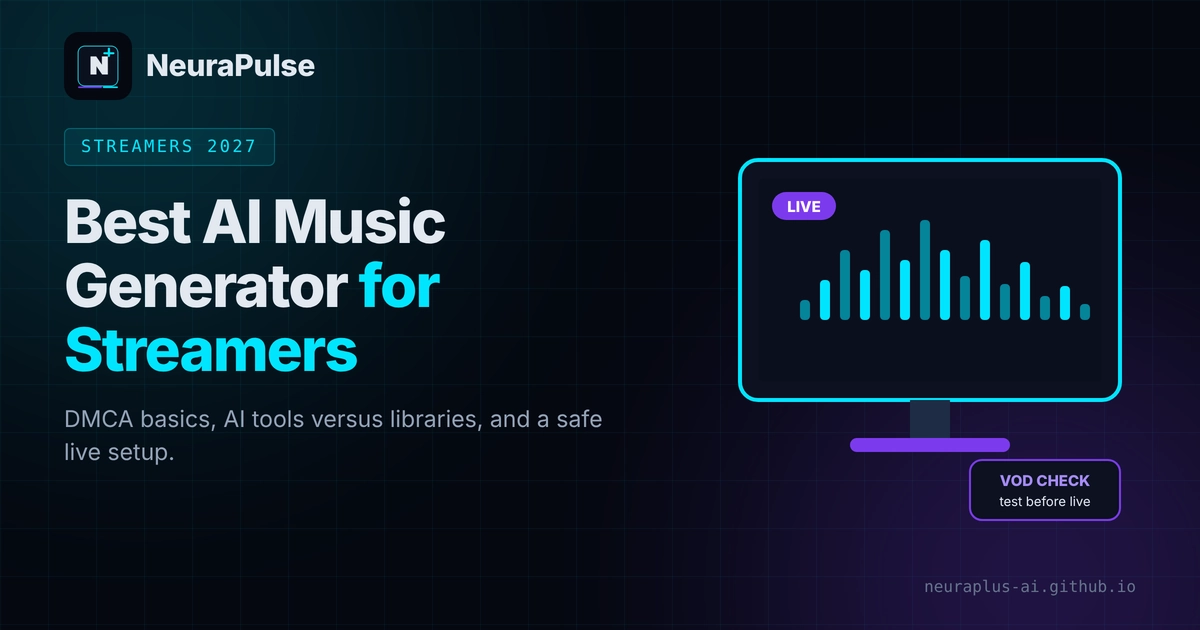 N+
NeuraPulse
STREAMERS 2027
Best AI Music
Generator for
Streamers
DMCA basics, AI tools versus libraries, and a safe
live setup.
LIVE
VOD CHECK
test before live
neuraplus-ai.github.io